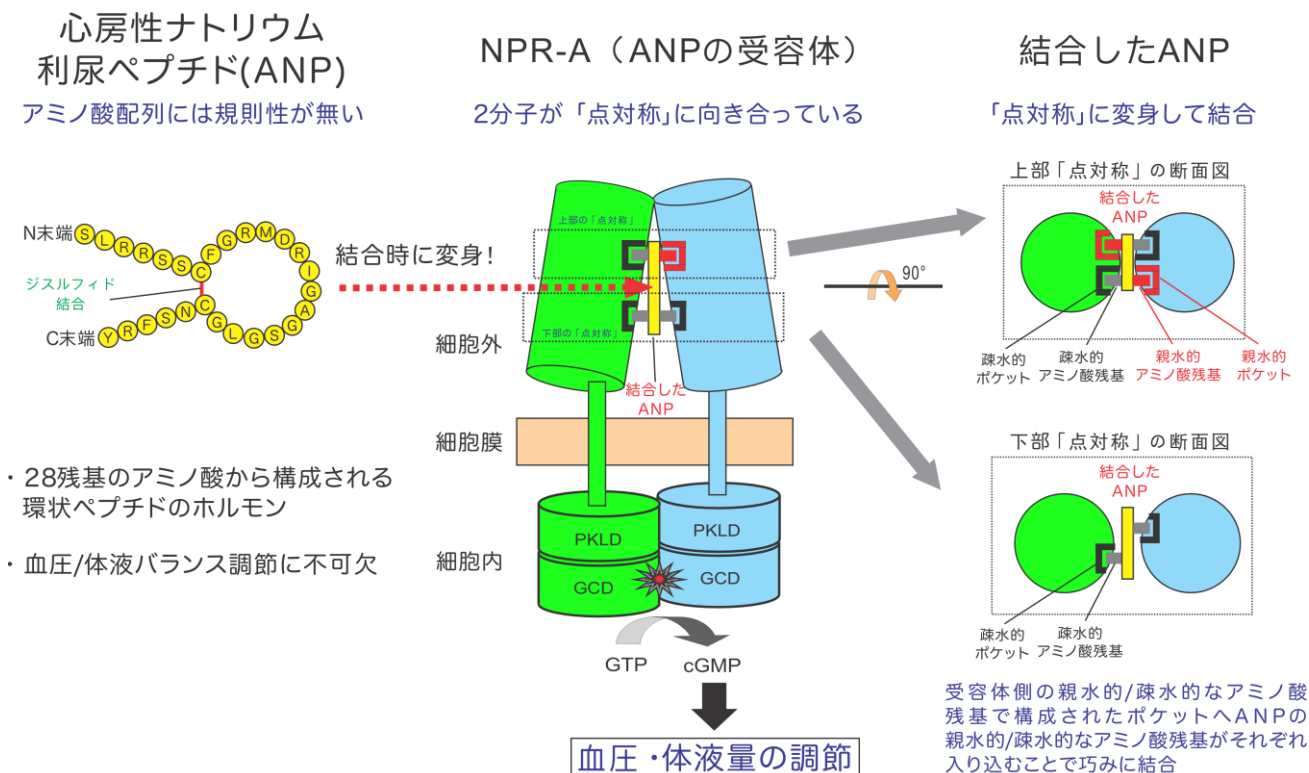 心房性ナトリウム
利尿ペプチド(ANP)
アミノ酸配列には規則性が無い
N末端
S L R R S S C F G R M D R I G A G S G L G C N S F R Y
ジスルフィド
結合
C末端
・28残基のアミノ酸から構成される
環状ペプチドのホルモン
・血圧/体液バランス調節に不可欠
NPR-A（ANPの受容体）
2分子が「点対称」に向き合っている
結合時に変身！
上部の「点対称」
下部の「点対称」
細胞外
結合した
ANP
細胞膜
細胞内
PKLD
PKLD
GCD
GCD
GTP
cGMP
血圧・体液量の調節
90°
結合したANP
「点対称」に変身して結合
上部「点対称」の断面図
結合した
ANP
疎水的
ポケット
疎水的
アミノ酸残基
親水的
アミノ酸残基
親水的
ポケット
下部「点対称」の断面図
結合した
ANP
疎水的
ポケット
疎水的
アミノ酸残基
受容体側の親水的/疎水的なアミノ酸
残基で構成されたポケットへANPの
親水的/疎水的なアミノ酸残基がそれぞれ
入り込むことで巧みに結合